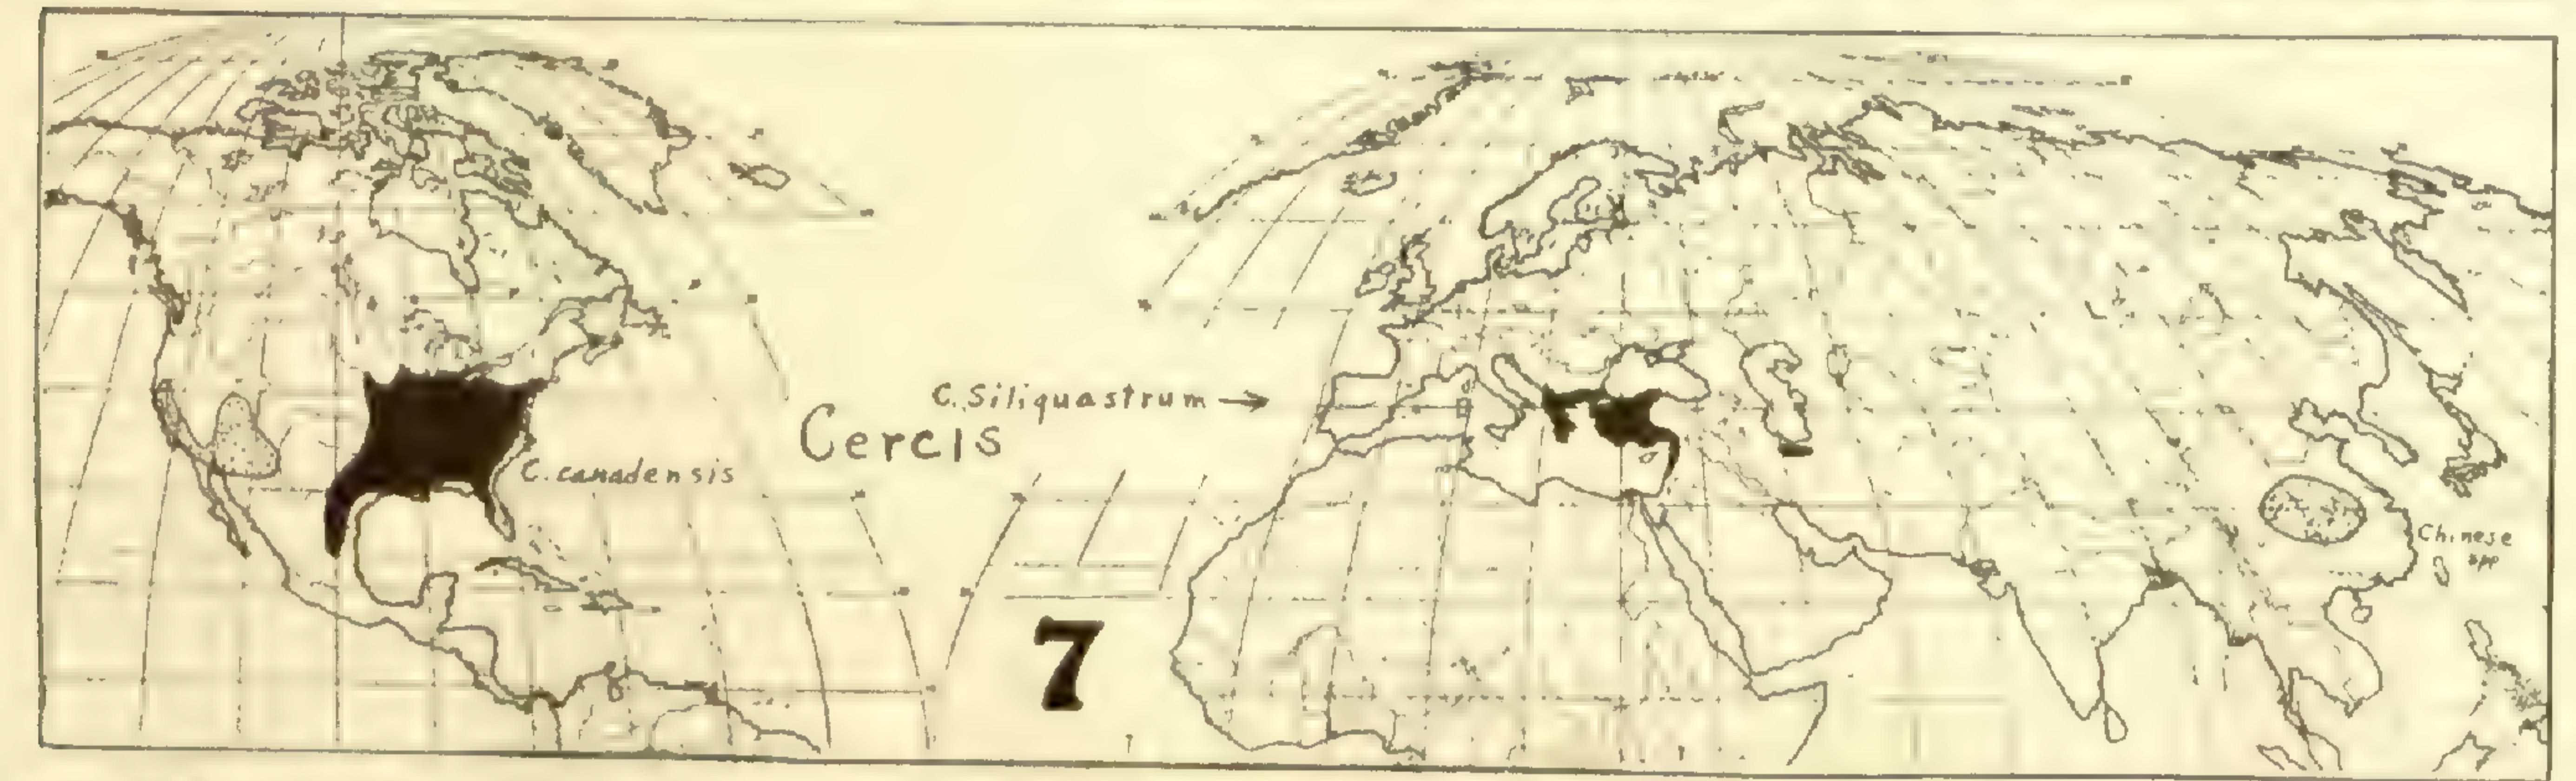 C. Siliquastrum
Cercis
C. canadensis
Chinese
spp
7